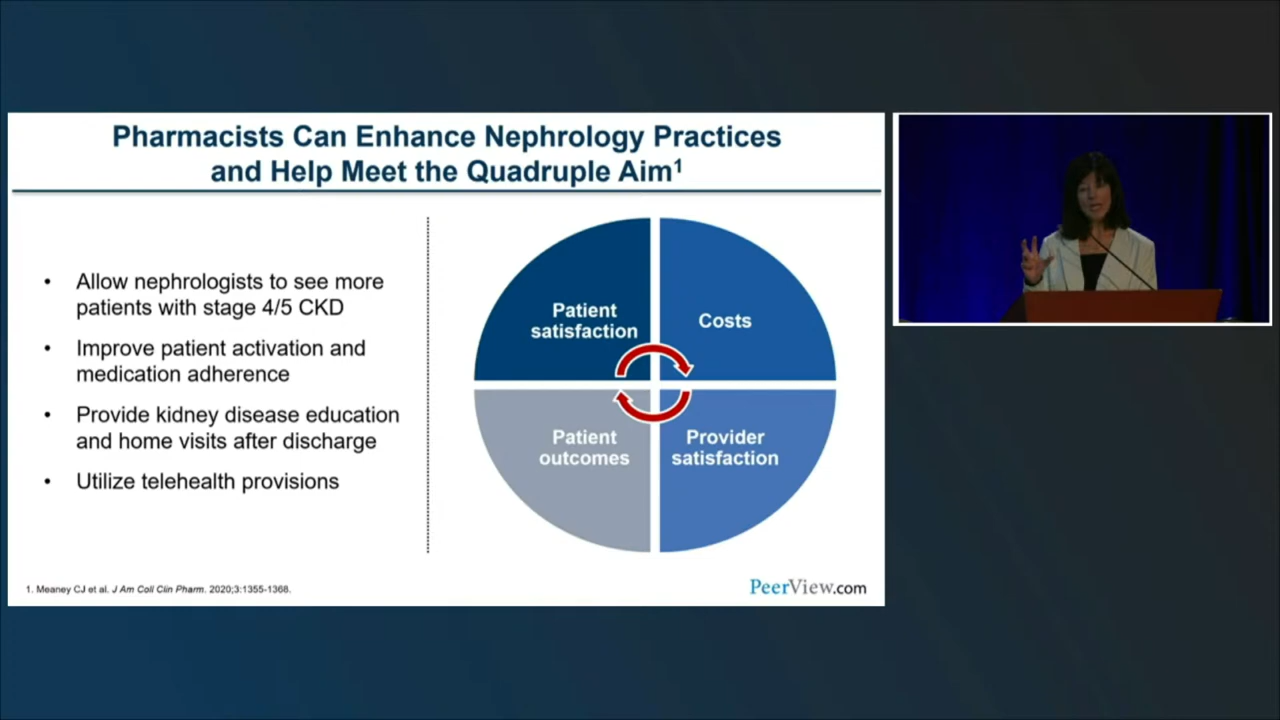 Pharmacists Can Enhance Nephrology Practices
and Help Meet the Quadruple Aim¹
• Allow nephrologists to see more
patients with stage 4/5 CKD
• Improve patient activation and
medication adherence
• Provide kidney disease education
and home visits after discharge
• Utilize telehealth provisions
Patient
satisfaction
Costs
Patient
outcomes
Provider
satisfaction
1. Meaney CJ et al. J Am Coll Clin Pharm. 2020;3:1355-1368.
PeerView.com